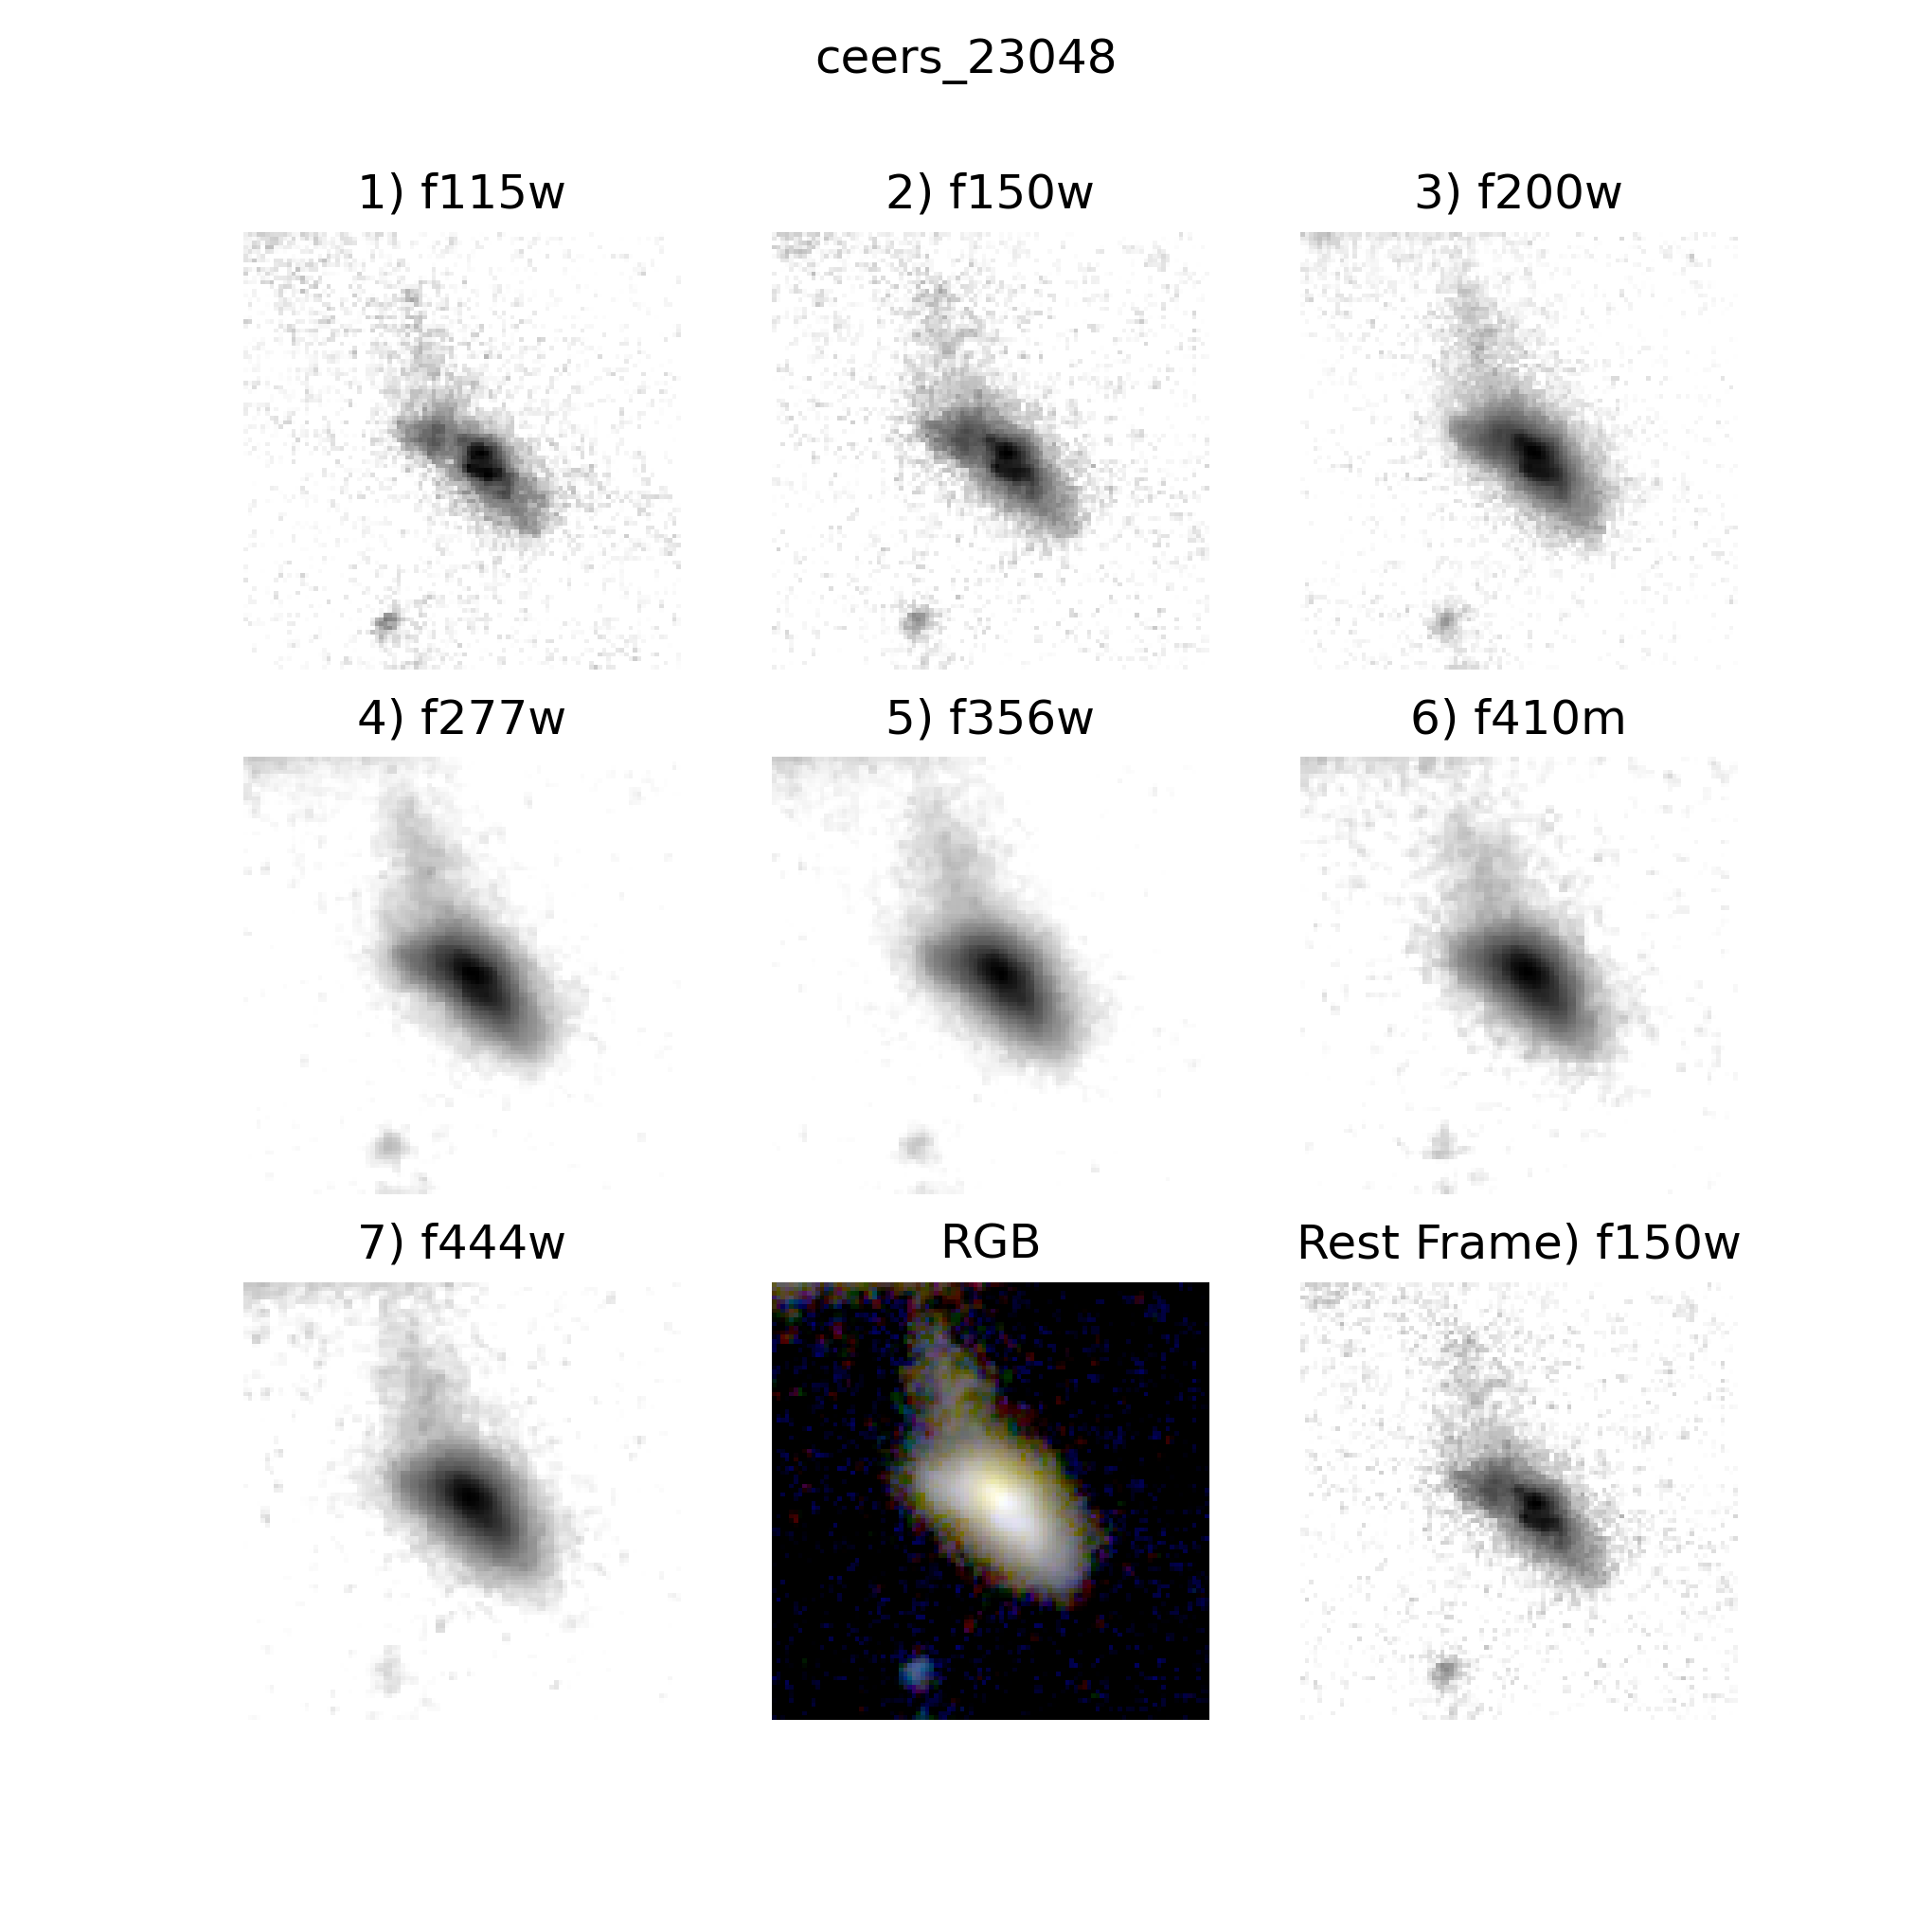 ceers_23048
1) f115w
2) f150w
3) f200w
4) f277w
5) f356w
6) f410m
7) f444w
RGB
Rest Frame) f150w